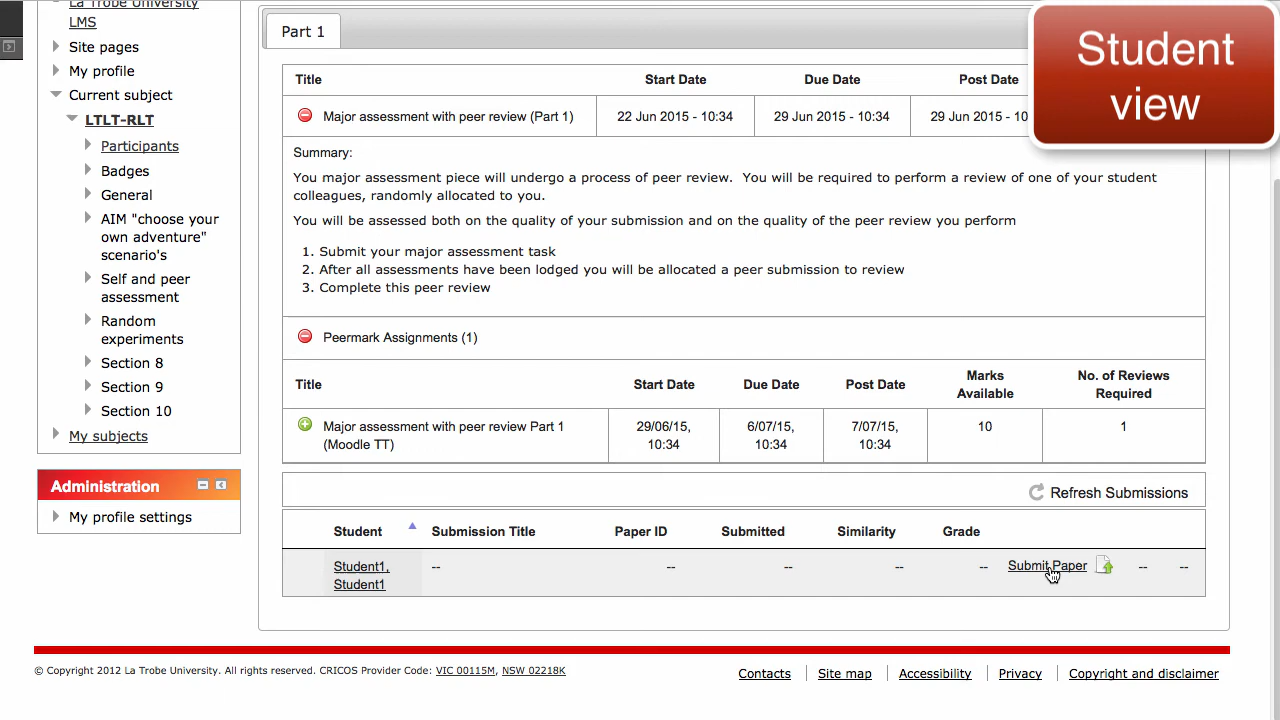 La Trobe University
LMS
Site pages
My profile
Current subject
LTLT-RLT
Participants
Badges
General
AIM "choose your
own adventure"
scenario's
Self and peer
assessment
Random
experiments
Section 8
Section 9
Section 10
My subjects
Administration
My profile settings
Part 1
Student
view
Title Start Date Due Date Post Date
Major assessment with peer review (Part 1) 22 Jun 2015 - 10:34 29 Jun 2015 - 10:34 29 Jun 2015 - 10
Summary:
You major assessment piece will undergo a process of peer review. You will be required to perform a review of one of your student
colleagues, randomly allocated to you.
You will be assessed both on the quality of your submission and on the quality of the peer review you perform
1. Submit your major assessment task
2. After all assessments have been lodged you will be allocated a peer submission to review
3. Complete this peer review
Peermark Assignments (1)
Title Start Date Due Date Post Date Marks Available No. of Reviews Required
Major assessment with peer review Part 1 29/06/15, 6/07/15, 7/07/15, 10 1
(Moodle TT) 10:34 10:34 10:34
Refresh Submissions
Student Submission Title Paper ID Submitted Similarity Grade
Student1, -- -- -- -- -- Submit Paper -- --
Student1
© Copyright 2012 La Trobe University. All rights reserved. CRICOS Provider Code: VIC 00115M, NSW 02218K
Contacts Site map Accessibility Privacy Copyright and disclaimer